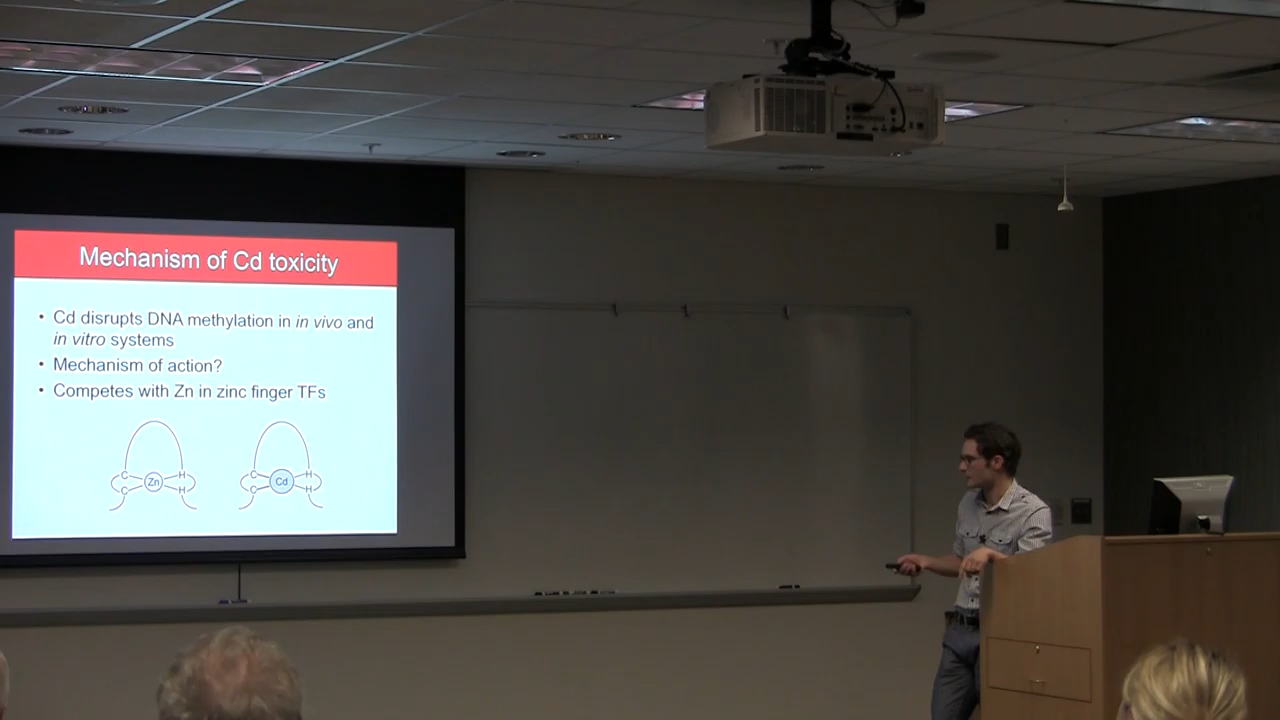 Mechanism of Cd toxicity
• Cd disrupts DNA methylation in in vivo and
in vitro systems
• Mechanism of action?
• Competes with Zn in zinc finger TFs
C Zn H
C H
C Cd H
C H